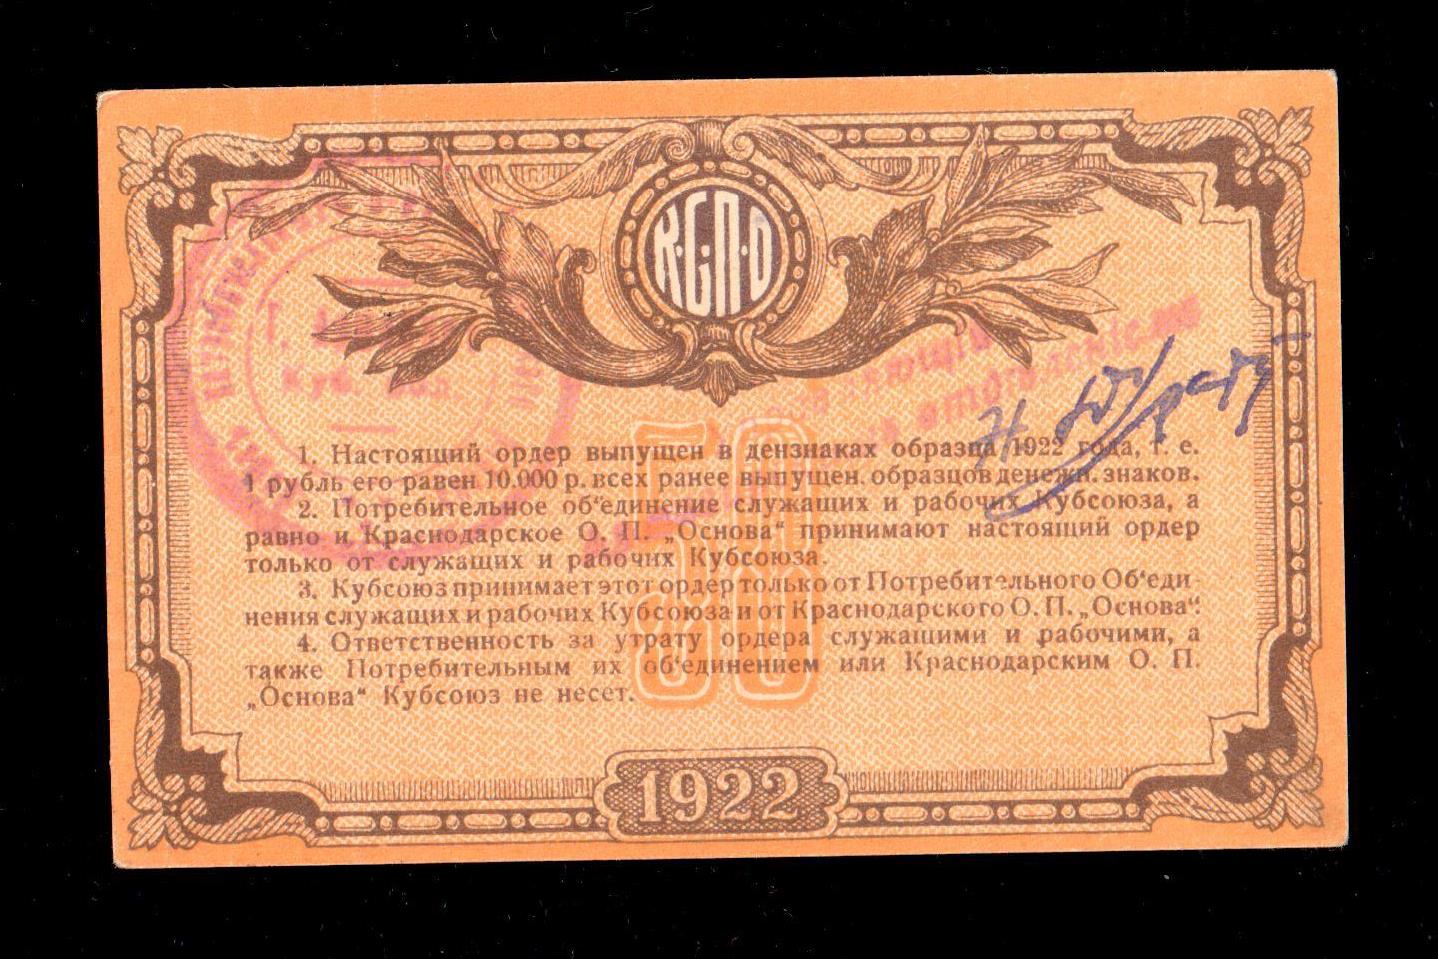 К.С.П.О
50
1. Настоящий ордер выпущен в дензнаках образца 1922 года, т. е.
1 рубль его равен 10.000 р. всех ранее выпущен. образцов денежн. знаков.
2. Потребительное об'единение служащих и рабочих Кубсоюза, а
равно и Краснодарское О. П. „Основа“ принимают настоящий ордер
только от служащих и рабочих Кубсоюза.
3. Кубсоюз принимает этот ордер только от Потребительного Об'еди-
нения служащих и рабочих Кубсоюза и от Краснодарского О. П. „Основа“.
4. Ответственность за утрату ордера служащими и рабочими, а
также Потребительным их об'единением или Краснодарским О. П.
„Основа“ Кубсоюз не несет.
50
1922